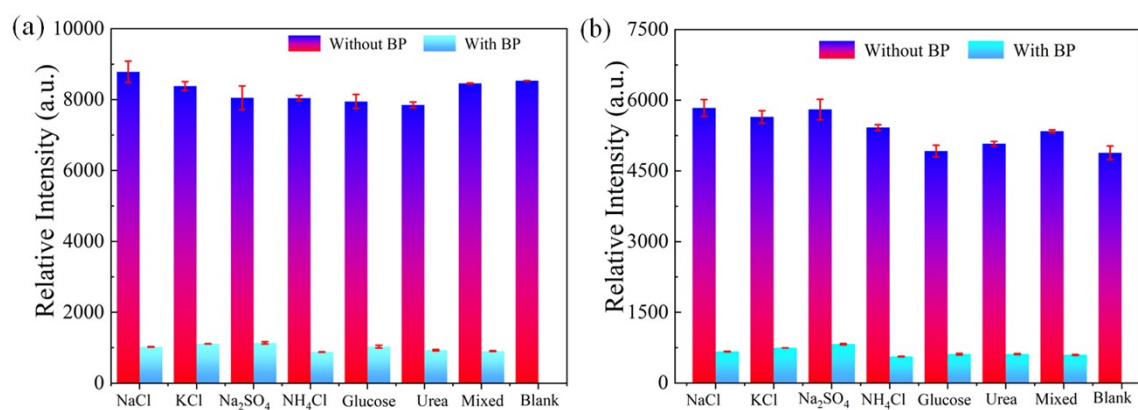 (a)
Without BP
With BP
Relative Intensity (a.u.)
10000
8000
6000
4000
2000
0
NaCl KCl Na₂SO₄ NH₄Cl Glucose Urea Mixed Blank
(b)
Without BP
With BP
Relative Intensity (a.u.)
7500
6000
4500
3000
1500
0
NaCl KCl Na₂SO₄ NH₄Cl Glucose Urea Mixed Blank